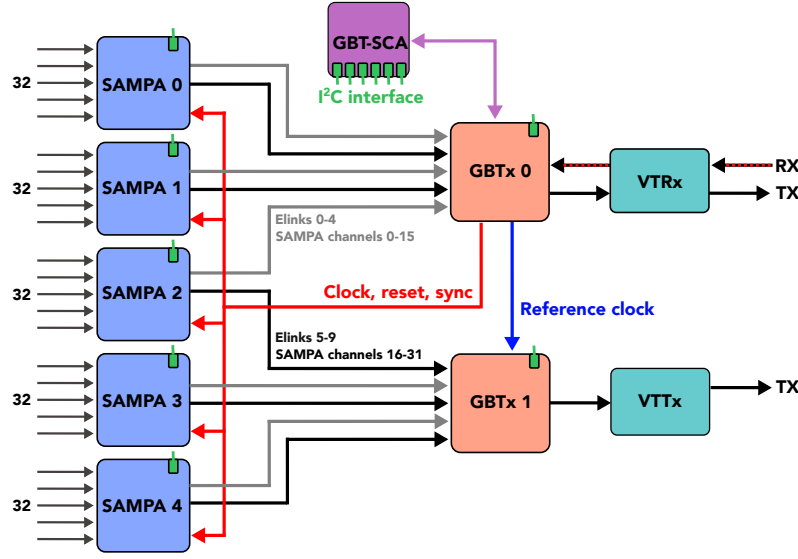 GBT-SCA
I²C interface
32
SAMPA 0
32
SAMPA 1
32
SAMPA 2
32
SAMPA 3
32
SAMPA 4
Elinks 0-4
SAMPA channels 0-15
Clock, reset, sync
Elinks 5-9
SAMPA channels 16-31
GBTx 0
Reference clock
GBTx 1
VTRx
RX
TX
VTTx
TX